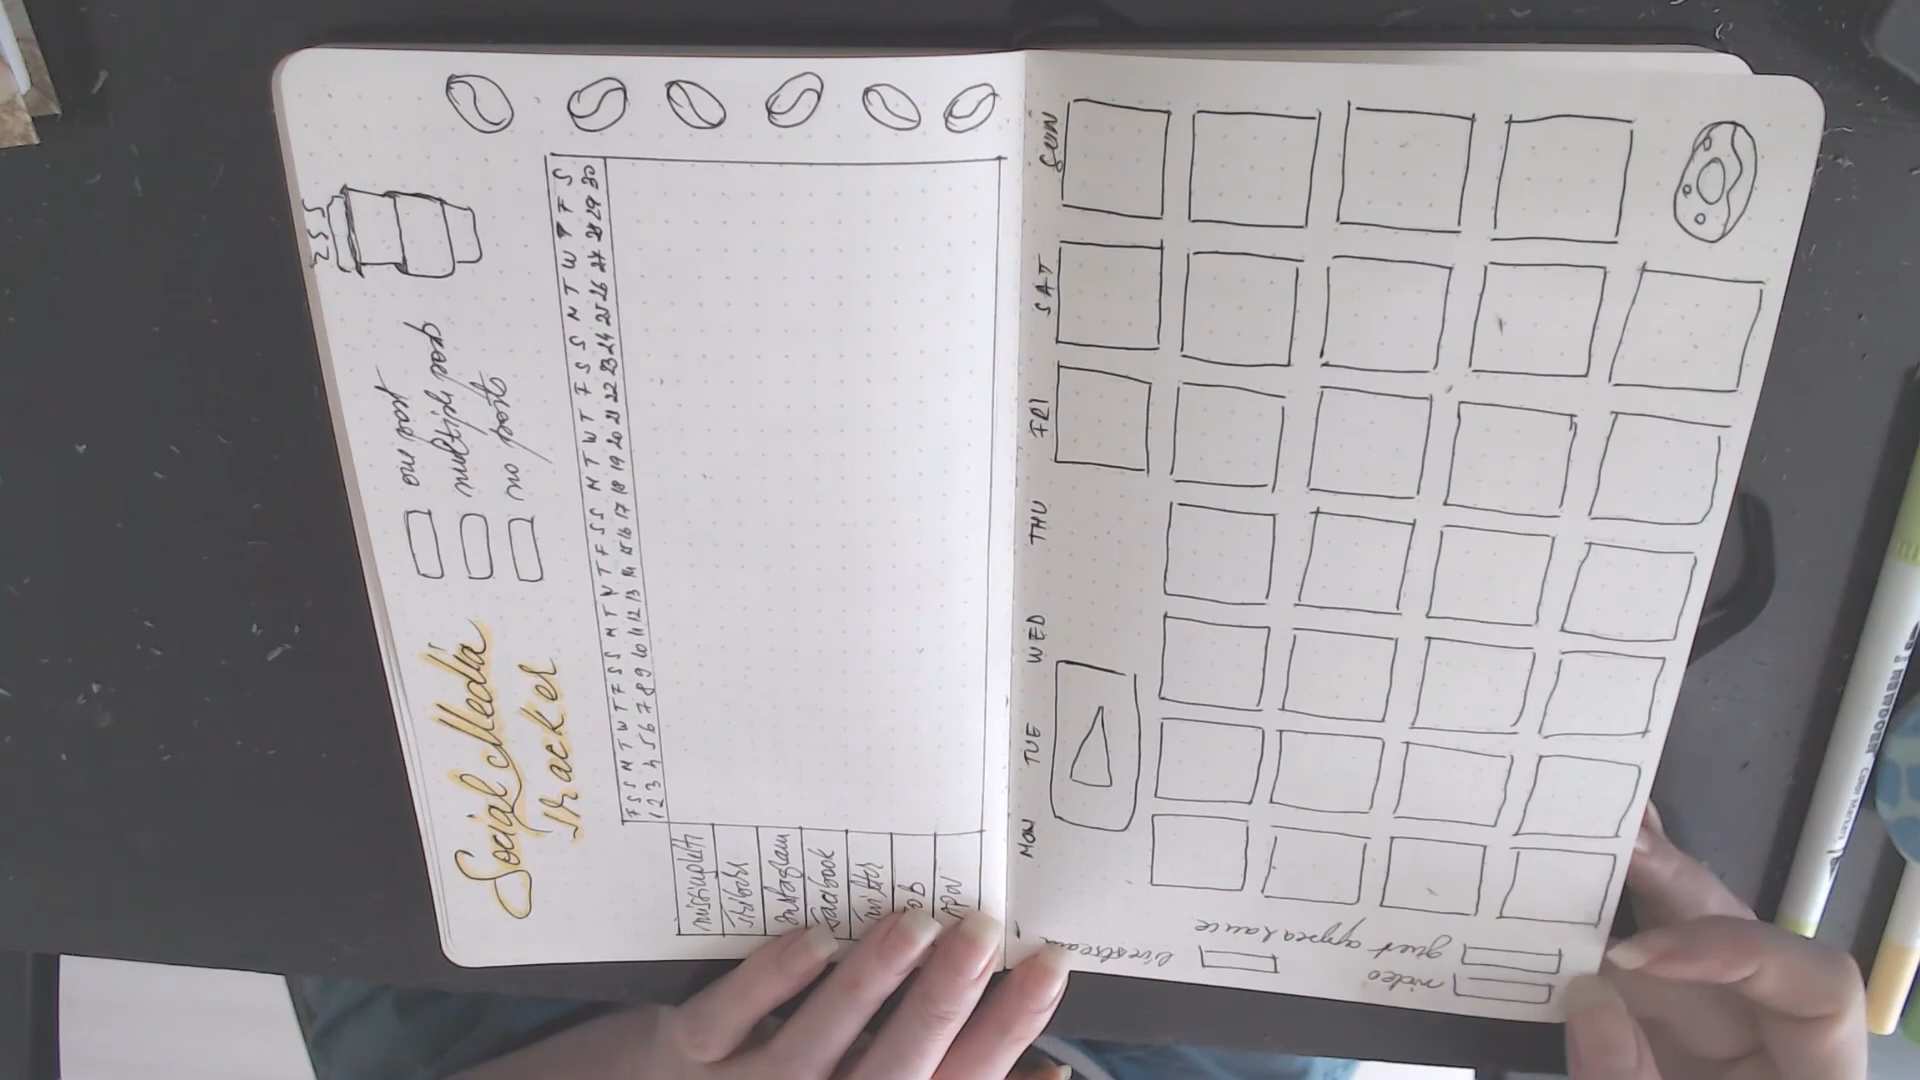 Social Media
Tracker
one post
multiple posts
no posts
F S S M T W T F S S M T W T F S S M T W T F S S M T W T F S
1 2 3 4 5 6 7 8 9 10 11 12 13 14 15 16 17 18 19 20 21 22 23 24 25 26 27 28 29 30
Instagram
Facebook
Twitter
MON TUE WED THU FRI SAT SUN
livestream
guest appearance
video